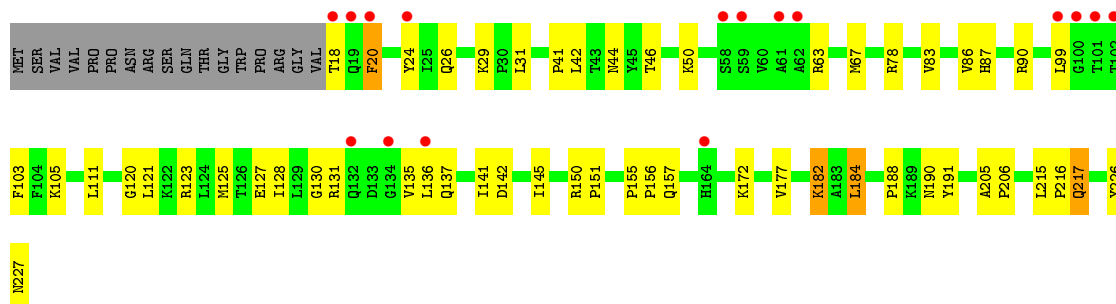 MET SER VAL VAL PRO PRO ASN ARG SER GLN THR GLY TRP PRO ARG GLY VAL T18 Q19 F20 Y24 I25 Q26 K29 P30 L31 P41 L42 T43 N44 Y45 T46 K50 S58 S59 V60 A61 A62 R63 M67 R78 V83 V86 H87 R90 L99 G100 T101 T102
F103 F104 K105 L111 G120 L121 K122 R123 L124 M125 T126 E127 I128 L129 G130 R131 Q132 D133 G134 V135 L136 Q137 I141 D142 I145 R150 P151 P155 P156 Q157 H164 K172 V177 K182 A183 L184 P188 K189 N190 Y191 A205 P206 L215 P216 Q217 Y226
N227